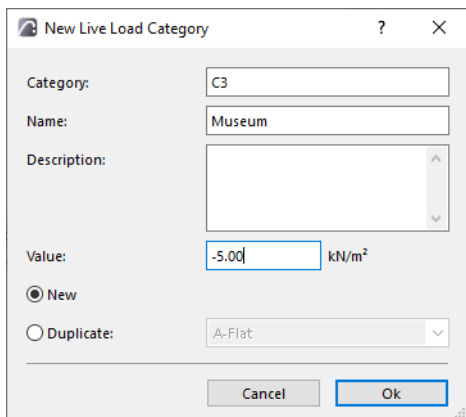 New Live Load Category ?
Category: C3
Name: Museum
Description:
Value: -5.00 kN/m²
New
Duplicate: A-Flat
Cancel Ok